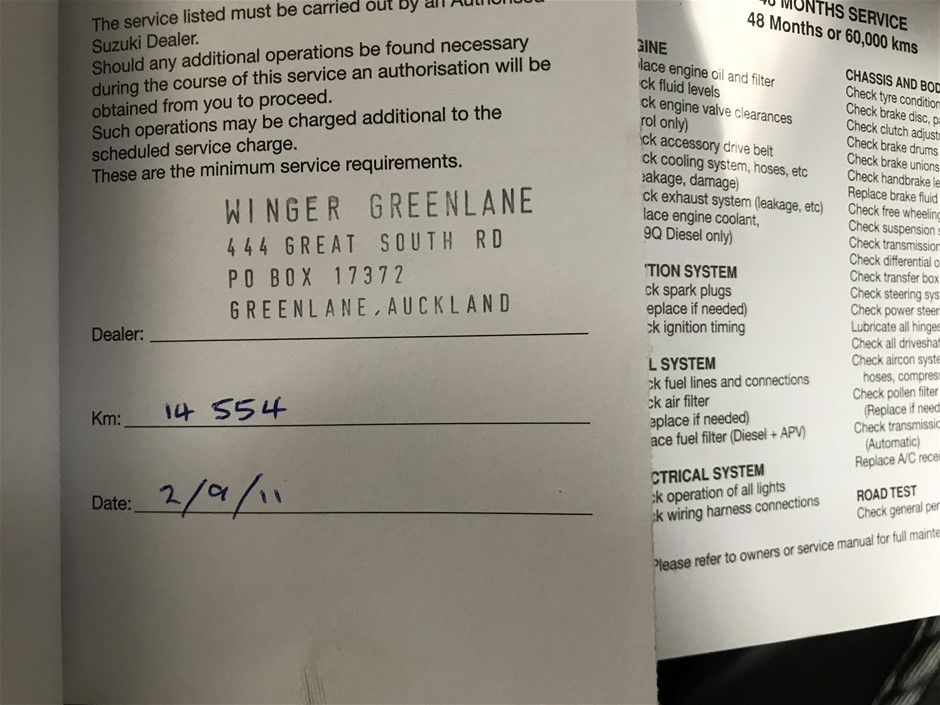 The service listed must be carried out by an Authorised
Suzuki Dealer.
Should any additional operations be found necessary
during the course of this service an authorisation will be
obtained from you to proceed.
Such operations may be charged additional to the
scheduled service charge.
These are the minimum service requirements.
WINGER GREENLANE
444 GREAT SOUTH RD
PO BOX 17372
GREENLANE, AUCKLAND
Dealer:
Km: 14 554
Date: 2/9/11
48 MONTHS SERVICE
48 Months or 60,000 kms
GINE
lace engine oil and filter
ck fluid levels
ck engine valve clearances
rol only)
ck accessory drive belt
ck cooling system, hoses, etc
eakage, damage)
ck exhaust system (leakage, etc)
lace engine coolant,
9Q Diesel only)
TION SYSTEM
ck spark plugs
eplace if needed)
ck ignition timing
L SYSTEM
ck fuel lines and connections
ck air filter
eplace if needed)
ace fuel filter (Diesel + APV)
CTRICAL SYSTEM
k operation of all lights
k wiring harness connections
CHASSIS AND BOD
Check tyre condition
Check brake disc, pa
Check clutch adjust
Check brake drums
Check brake unions
Check handbrake le
Replace brake fluid
Check free wheeling
Check suspension s
Check transmission
Check differential o
Check transfer box
Check steering sys
Check power steer
Lubricate all hinges
Check all driveshaf
Check aircon syste
hoses, compres
Check pollen filter
(Replace if need
Check transmissio
(Automatic)
Replace A/C rece
ROAD TEST
Check general per
Please refer to owners or service manual for full mainte